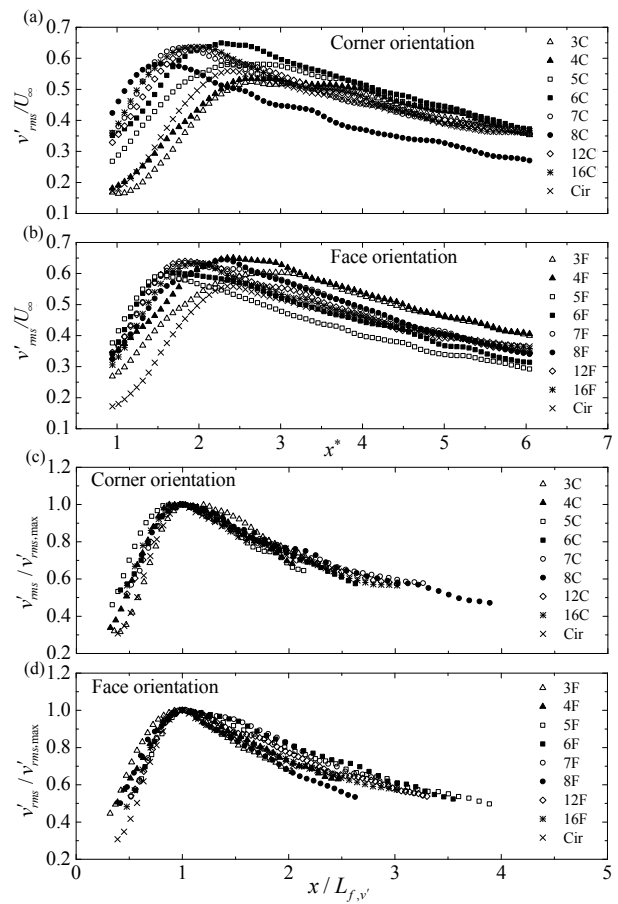 (a)
0.7
0.6
0.5
0.4
0.3
0.2
0.1
v'rms/U∞
Corner orientation
3C
4C
5C
6C
7C
8C
12C
16C
Cir
(b)
0.7
0.6
0.5
0.4
0.3
0.2
0.1
v'rms/U∞
Face orientation
3F
4F
5F
6F
7F
8F
12F
16F
Cir
1 2 3 4 5 6 7
x*
(c)
1.2
1.0
0.8
0.6
0.4
0.2
v'rms / v'rms,max
Corner orientation
3C
4C
5C
6C
7C
8C
12C
16C
Cir
(d)
1.0
0.8
0.6
0.4
0.2
v'rms / v'rms,max
Face orientation
3F
4F
5F
6F
7F
8F
12F
16F
Cir
0 1 2 3 4 5
x / Lf,v'